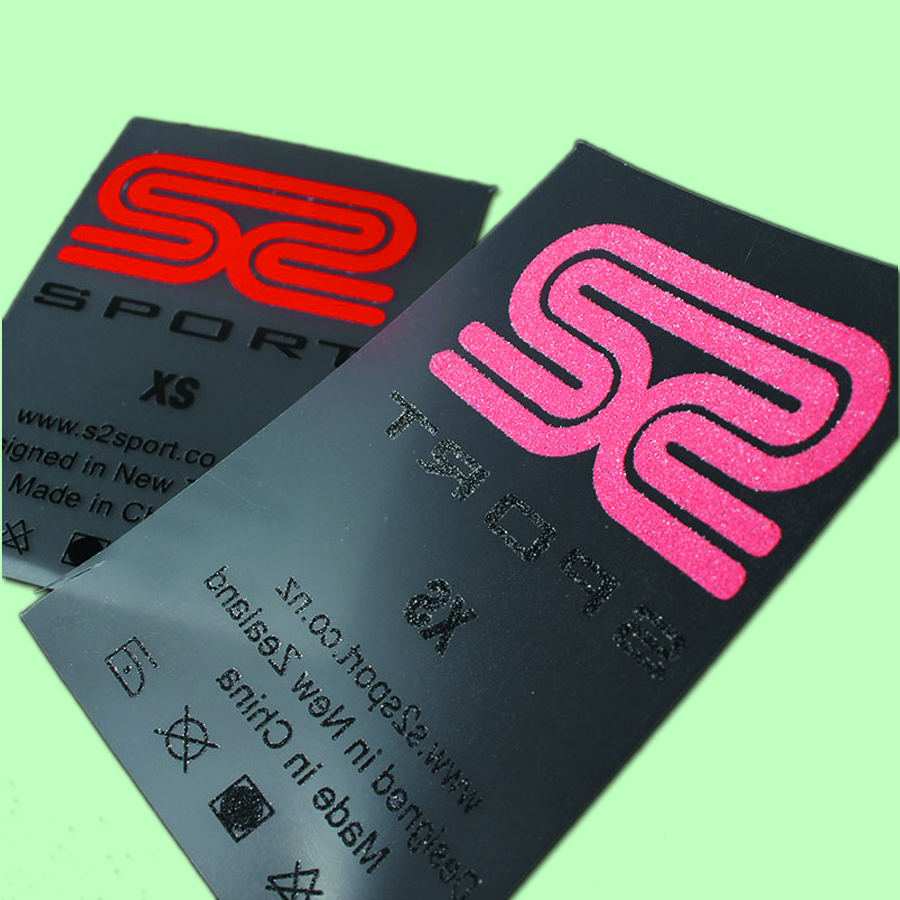 S2
SPORT
XS
www.s2sport.co
signed in New
Made in Ch
S2
SPORT
XS
www.s2sport.co.nz
Designed in New Zealand
Made in China